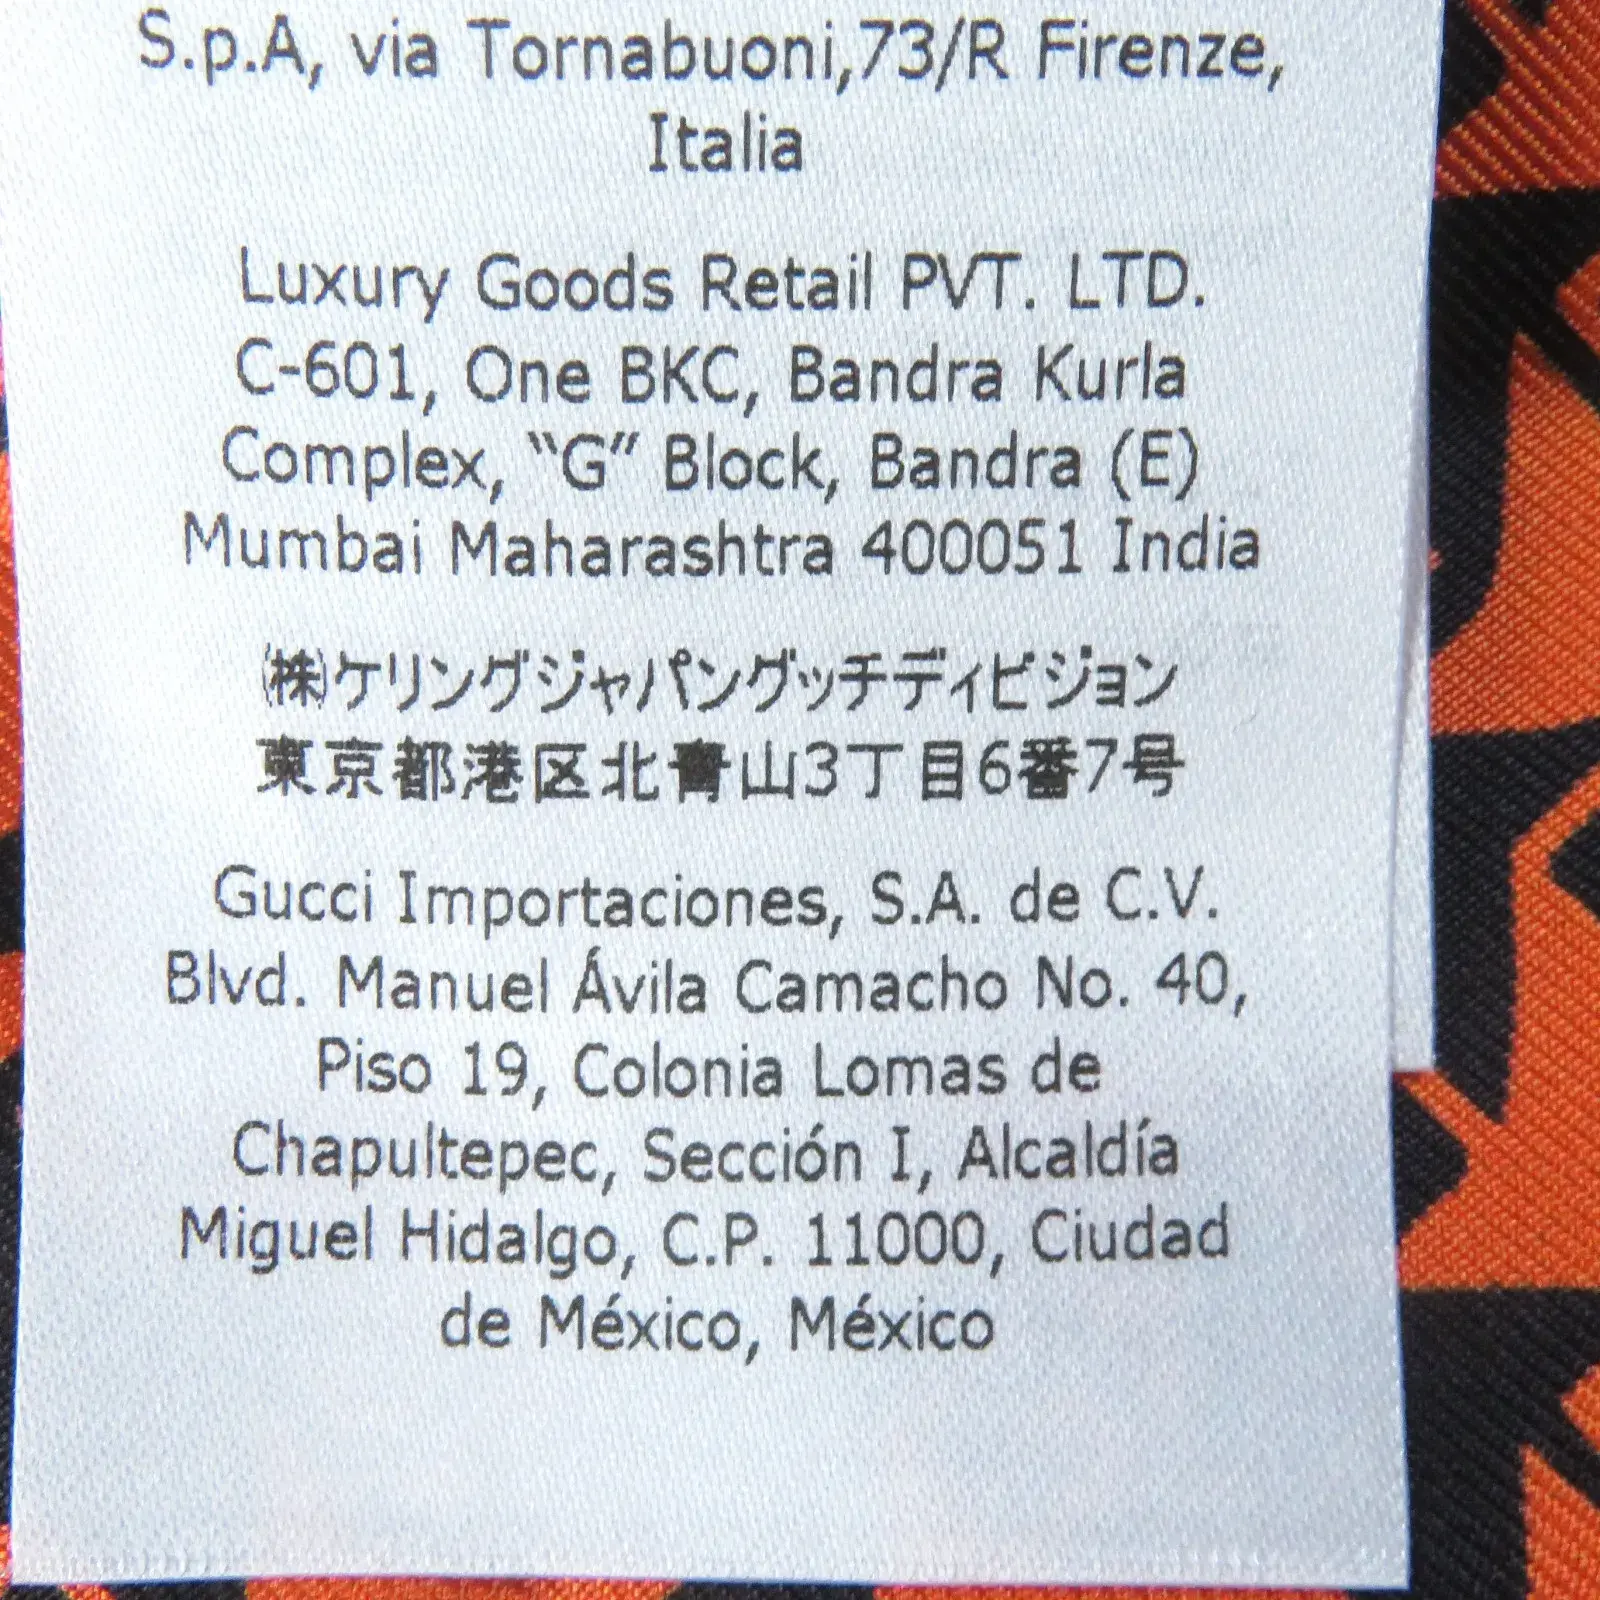 S.p.A, via Tornabuoni,73/R Firenze,
Italia
Luxury Goods Retail PVT. LTD.
C-601, One BKC, Bandra Kurla
Complex, “G” Block, Bandra (E)
Mumbai Maharashtra 400051 India
㈱ケリングジャパングッチディビジョン
東京都港区北青山3丁目6番7号
Gucci Importaciones, S.A. de C.V.
Blvd. Manuel Ávila Camacho No. 40,
Piso 19, Colonia Lomas de
Chapultepec, Sección I, Alcaldía
Miguel Hidalgo, C.P. 11000, Ciudad
de México, México